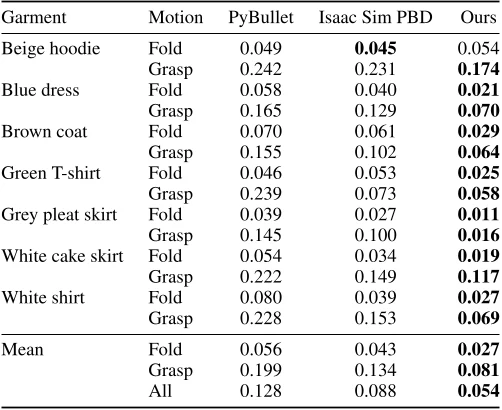 Garment Motion PyBullet Isaac Sim PBD Ours
Beige hoodie Fold 0.049 0.045 0.054
Grasp 0.242 0.231 0.174
Blue dress Fold 0.058 0.040 0.021
Grasp 0.165 0.129 0.070
Brown coat Fold 0.070 0.061 0.029
Grasp 0.155 0.102 0.064
Green T-shirt Fold 0.046 0.053 0.025
Grasp 0.239 0.073 0.058
Grey pleat skirt Fold 0.039 0.027 0.011
Grasp 0.145 0.100 0.016
White cake skirt Fold 0.054 0.034 0.019
Grasp 0.222 0.149 0.117
White shirt Fold 0.080 0.039 0.027
Grasp 0.228 0.153 0.069
Mean Fold 0.056 0.043 0.027
Grasp 0.199 0.134 0.081
All 0.128 0.088 0.054